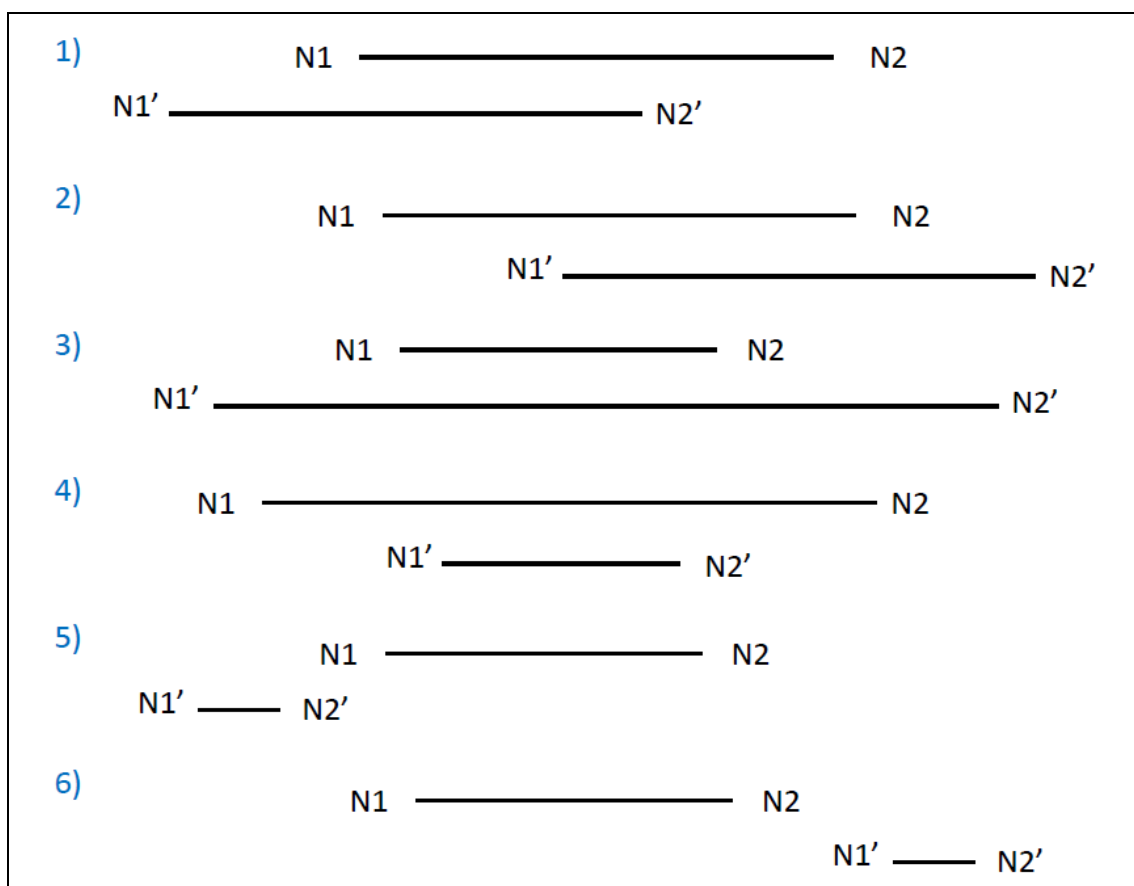 1) N1 N2
N1’ N2’
2) N1 N2
N1’ N2’
3) N1 N2
N1’ N2’
4) N1 N2
N1’ N2’
5) N1 N2
N1’ N2’
6) N1 N2
N1’ N2’